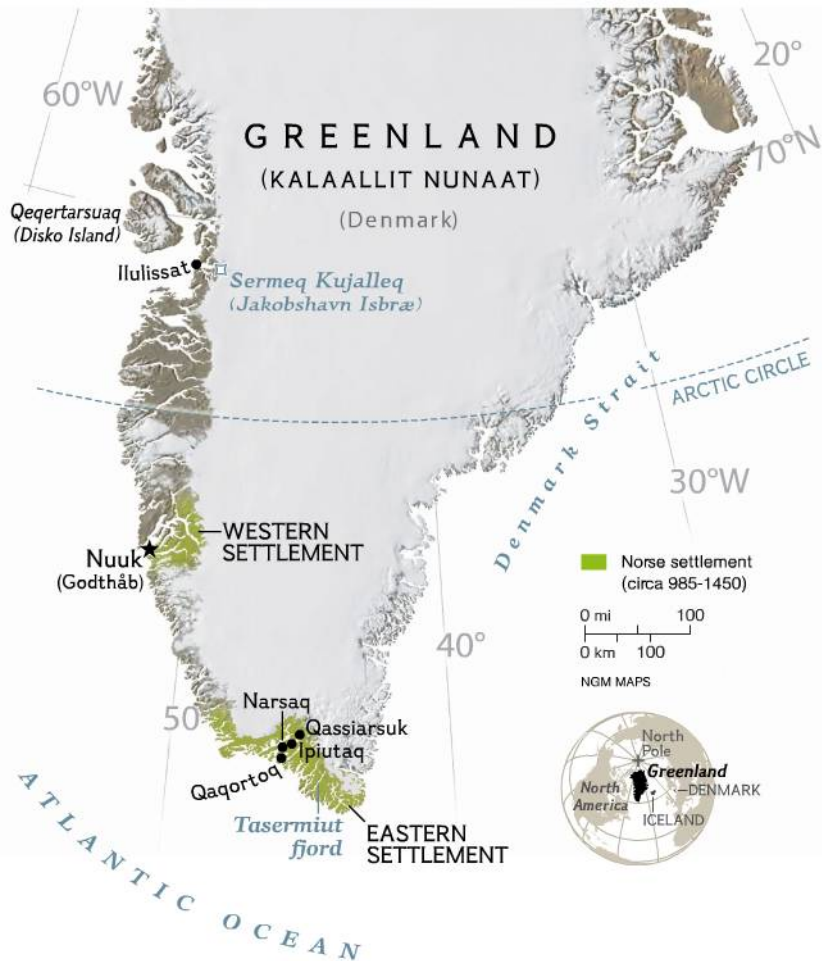 60°W
20°
GREENLAND
(KALAALLIT NUNAAT)
(Denmark)
70°N
Qeqertarsuaq
(Disko Island)
Ilulissat
Sermeq Kujalleq
(Jakobshavn Isbræ)
Denmark Strait
ARCTIC CIRCLE
30°W
WESTERN
SETTLEMENT
Nuuk
(Godthåb)
Norse settlement
(circa 985-1450)
0 mi 100
0 km 100
NGM MAPS
40°
50
Narsaq
Qassiarsuk
Ipiutaq
Qaqortoq
Tasermiut
fjord
EASTERN
SETTLEMENT
North
Pole
Greenland
North
America
DENMARK
ICELAND
ATLANTIC OCEAN